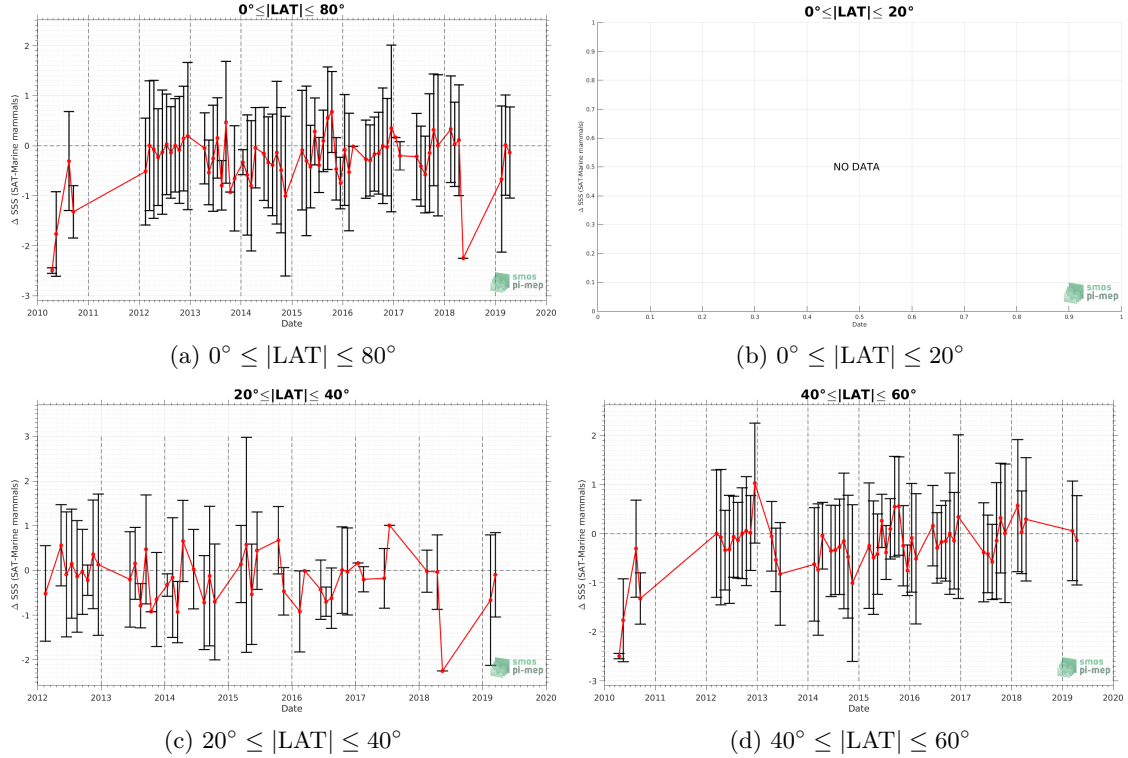 0°≤|LAT|≤ 80°
Δ SSS (SAT-Marine mammals)
2
1
0
-1
-2
-3
2010 2011 2012 2013 2014 2015 2016 2017 2018 2019 2020
Date
smos
pi-mep
(a) 0° ≤ |LAT| ≤ 80°
0°≤|LAT|≤ 20°
Δ SSS (SAT-Marine mammals)
1
0.9
0.8
0.7
0.6
0.5
0.4
0.3
0.2
0.1
0
NO DATA
0 0.1 0.2 0.3 0.4 0.5 0.6 0.7 0.8 0.9 1
Date
smos
pi-mep
(b) 0° ≤ |LAT| ≤ 20°
20°≤|LAT|≤ 40°
Δ SSS (SAT-Marine mammals)
3
2
1
0
-1
-2
2012 2013 2014 2015 2016 2017 2018 2019 2020
Date
smos
pi-mep
(c) 20° ≤ |LAT| ≤ 40°
40°≤|LAT|≤ 60°
Δ SSS (SAT-Marine mammals)
2
1
0
-1
-2
-3
2010 2011 2012 2013 2014 2015 2016 2017 2018 2019 2020
Date
smos
pi-mep
(d) 40° ≤ |LAT| ≤ 60°